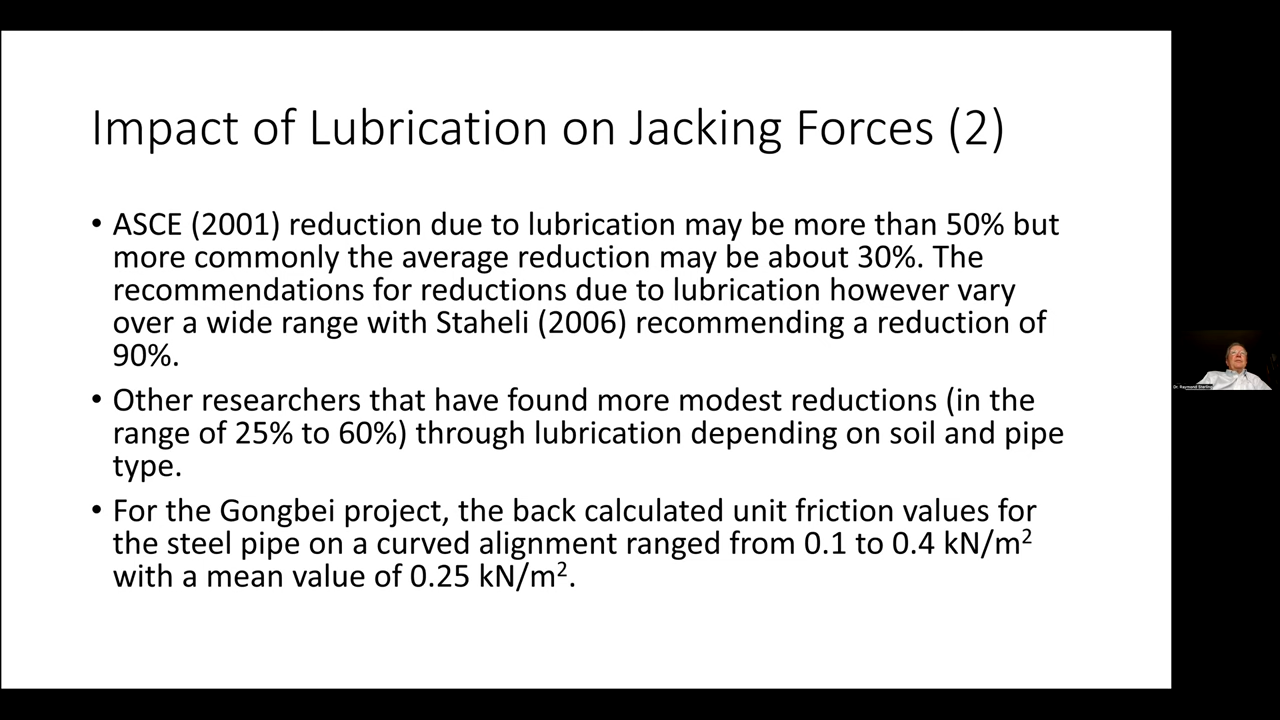 Impact of Lubrication on Jacking Forces (2)
• ASCE (2001) reduction due to lubrication may be more than 50% but
more commonly the average reduction may be about 30%. The
recommendations for reductions due to lubrication however vary
over a wide range with Staheli (2006) recommending a reduction of
90%.
• Other researchers that have found more modest reductions (in the
range of 25% to 60%) through lubrication depending on soil and pipe
type.
• For the Gongbei project, the back calculated unit friction values for
the steel pipe on a curved alignment ranged from 0.1 to 0.4 kN/m²
with a mean value of 0.25 kN/m².
Dr. Raymond Sterling